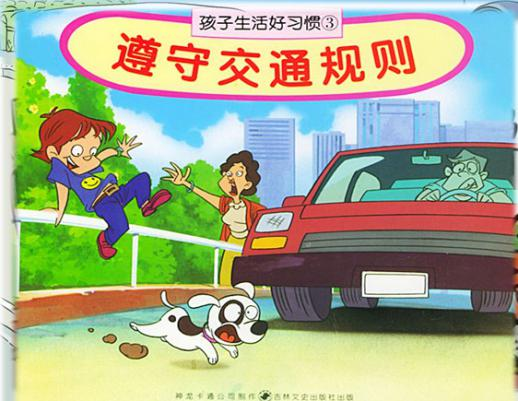 孩子生活好习惯③
遵守交通规则
神龙卡通公司制作 吉林文史出版社出版